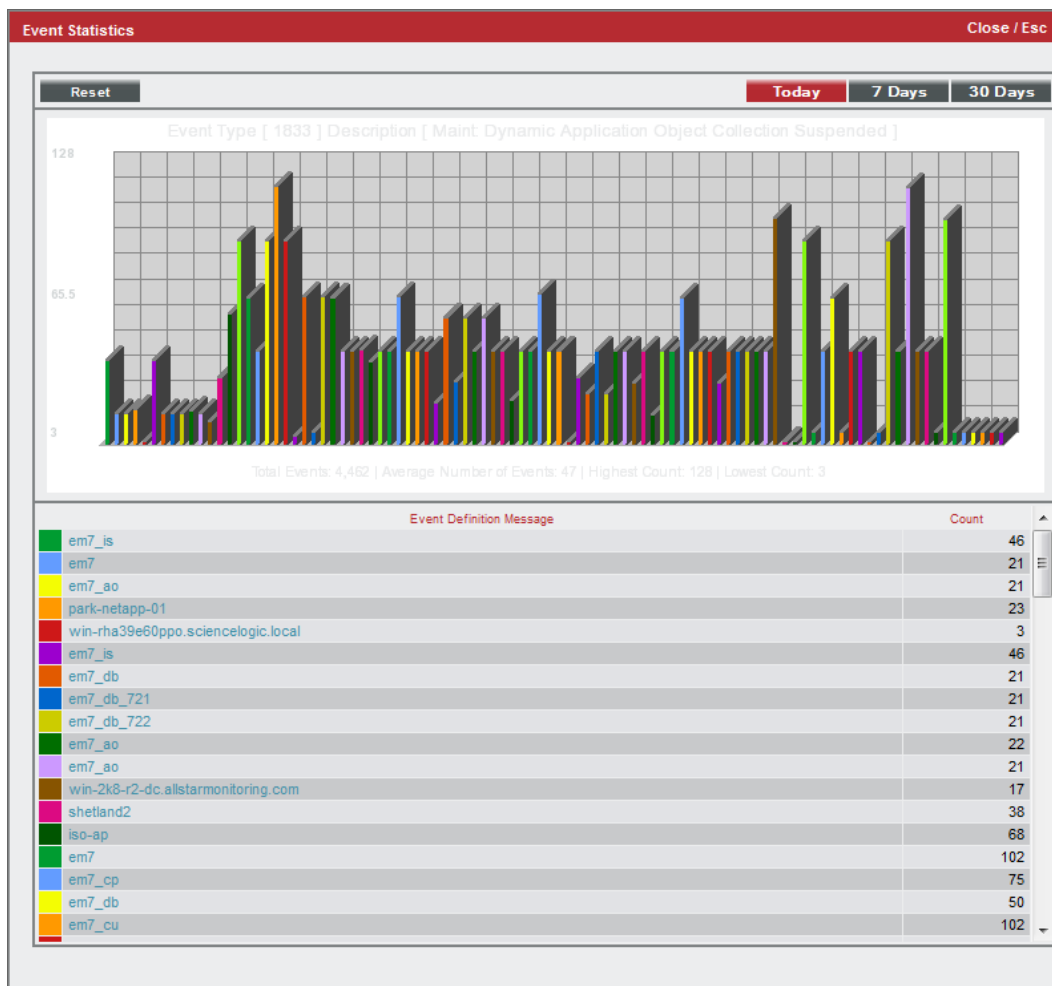 Event Statistics Close / Esc
Reset Today 7 Days 30 Days
Event Type [ 1833 ] Description [ Maint: Dynamic Application Object Collection Suspended ]
128
65.5
3
Total Events: 4,462 | Average Number of Events: 47 | Highest Count: 128 | Lowest Count: 3
Event Definition Message Count
em7_is 46
em7 21
em7_ao 21
park-netapp-01 23
win-rha39e60ppo.sciencelogic.local 3
em7_is 46
em7_db 21
em7_db_721 21
em7_db_722 21
em7_ao 22
em7_ao 21
win-2k8-r2-dc.allstarmonitoring.com 17
shetland2 38
iso-ap 68
em7 102
em7_cp 75
em7_db 50
em7_cu 102